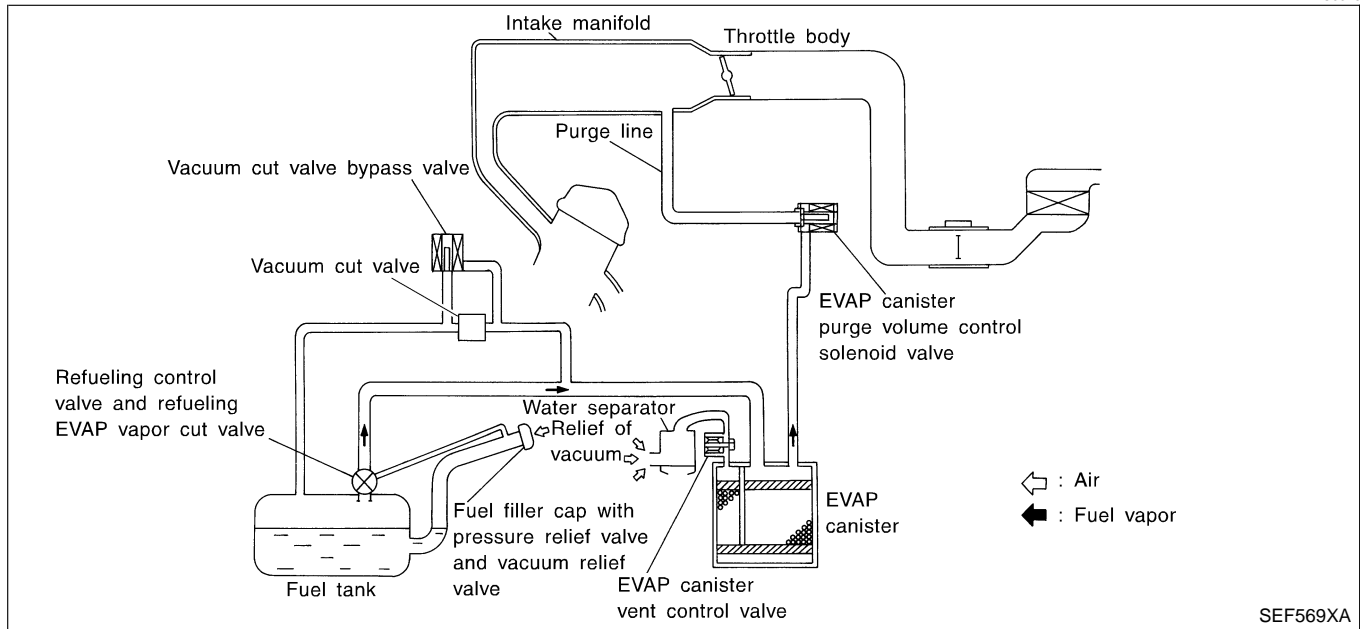 Intake manifold
Throttle body
Purge line
Vacuum cut valve bypass valve
Vacuum cut valve
EVAP canister
purge volume control
solenoid valve
Refueling control
valve and refueling
EVAP vapor cut valve
Water separator
Relief of
vacuum
Fuel filler cap with
pressure relief valve
and vacuum relief
valve
EVAP
canister
: Air
: Fuel vapor
Fuel tank
EVAP canister
vent control valve
SEF569XA